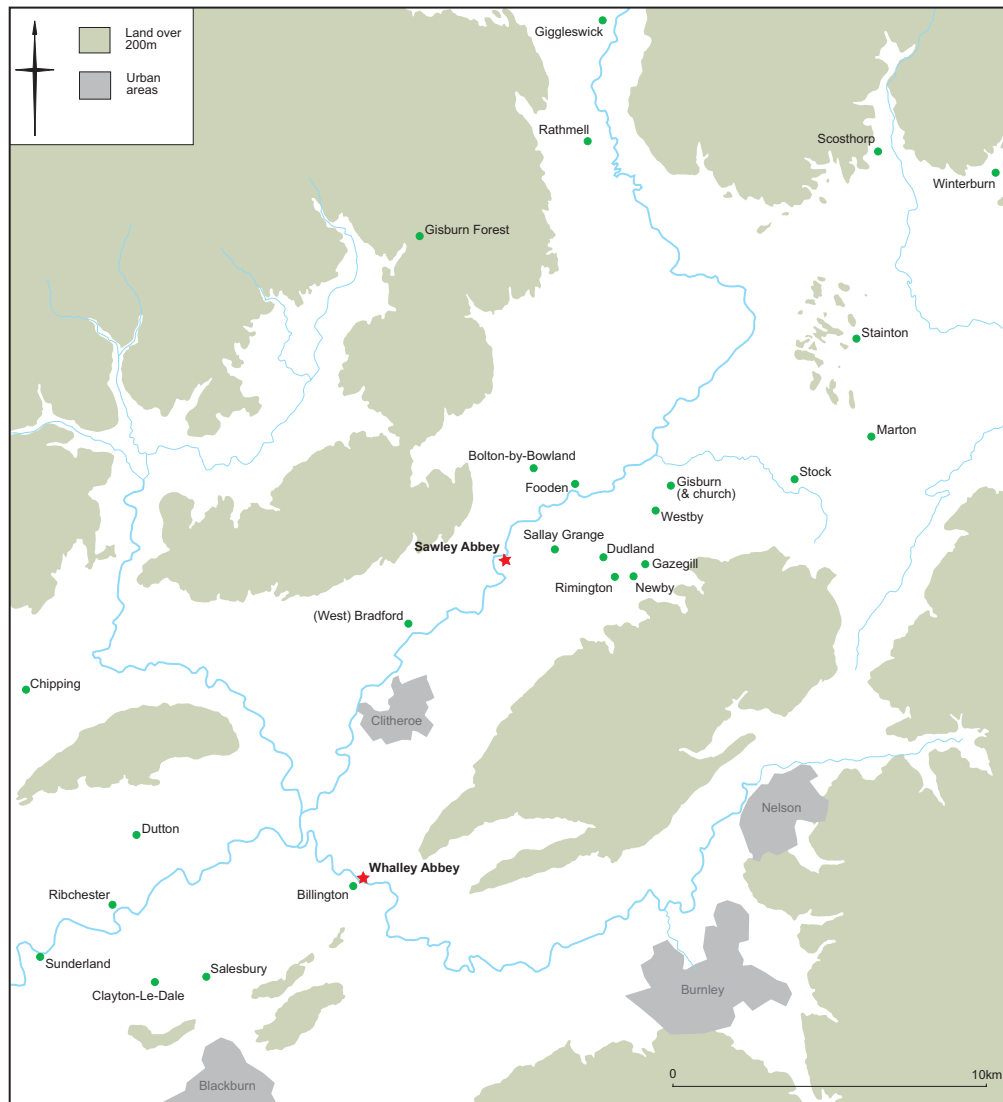 Land over
200m
Urban
areas
Giggleswick
Rathmell
Scosthorp
Winterburn
Gisburn Forest
Stainton
Marton
Bolton-by-Bowland
Stock
Gisburn
(& church)
Fooden
Westby
Sallay Grange
Sawley Abbey
Dudland
Gazegill
Rimington
Newby
(West) Bradford
Chipping
Clitheroe
Nelson
Dutton
Whalley Abbey
Billington
Ribchester
Sunderland
Salesbury
Clayton-Le-Dale
Burnley
Blackburn
0
10km